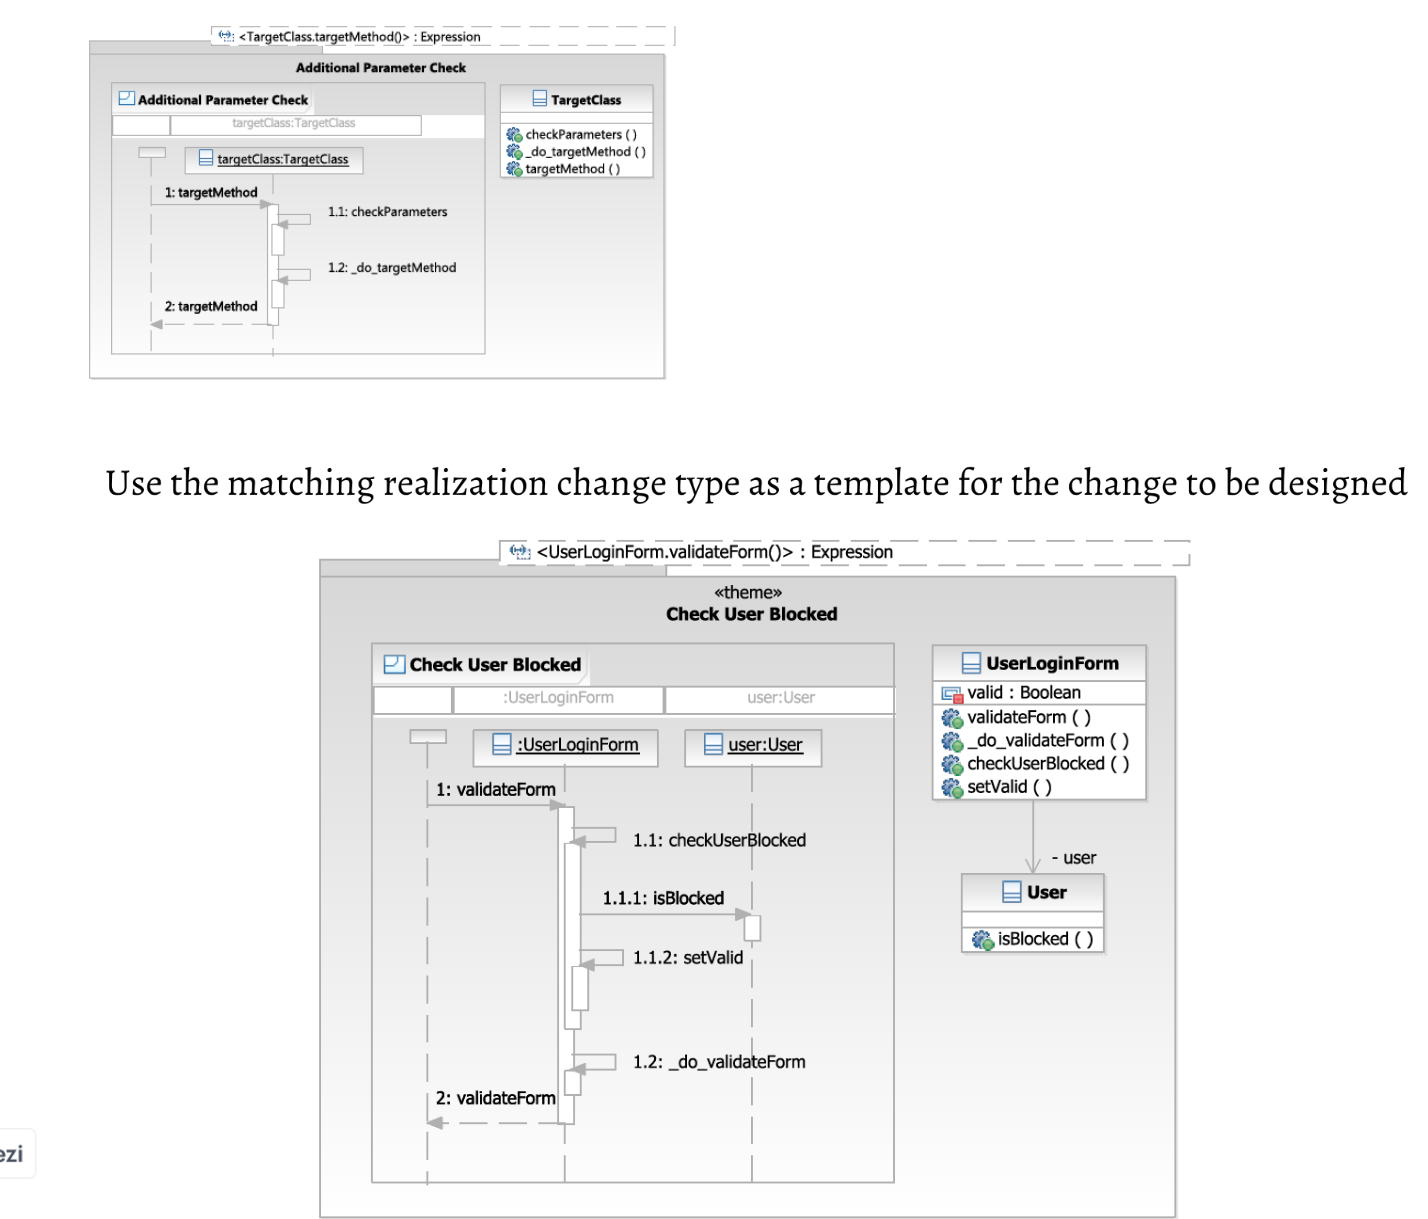 <TargetClass.targetMethod()> : Expression
Additional Parameter Check
Additional Parameter Check
targetClass:TargetClass
targetClass:TargetClass
1: targetMethod
1.1: checkParameters
1.2: _do_targetMethod
2: targetMethod
TargetClass
checkParameters ( )
_do_targetMethod ( )
targetMethod ( )
Use the matching realization change type as a template for the change to be designed
<UserLoginForm.validateForm()> : Expression
«theme»
Check User Blocked
Check User Blocked
:UserLoginForm user:User
:UserLoginForm user:User
1: validateForm
1.1: checkUserBlocked
1.1.1: isBlocked
1.1.2: setValid
1.2: _do_validateForm
2: validateForm
UserLoginForm
valid : Boolean
validateForm ( )
_do_validateForm ( )
checkUserBlocked ( )
setValid ( )
- user
User
isBlocked ( )
ezi